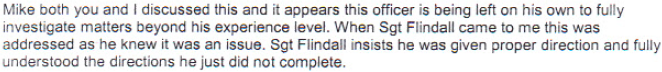 Mike both you and I discussed this and it appears this officer is being left on his own to fully
investigate matters beyond his experience level. When Sgt Flindall came to me this was
addressed as he knew it was an issue. Sgt Flindall insists he was given proper direction and fully
understood the directions he just did not complete.